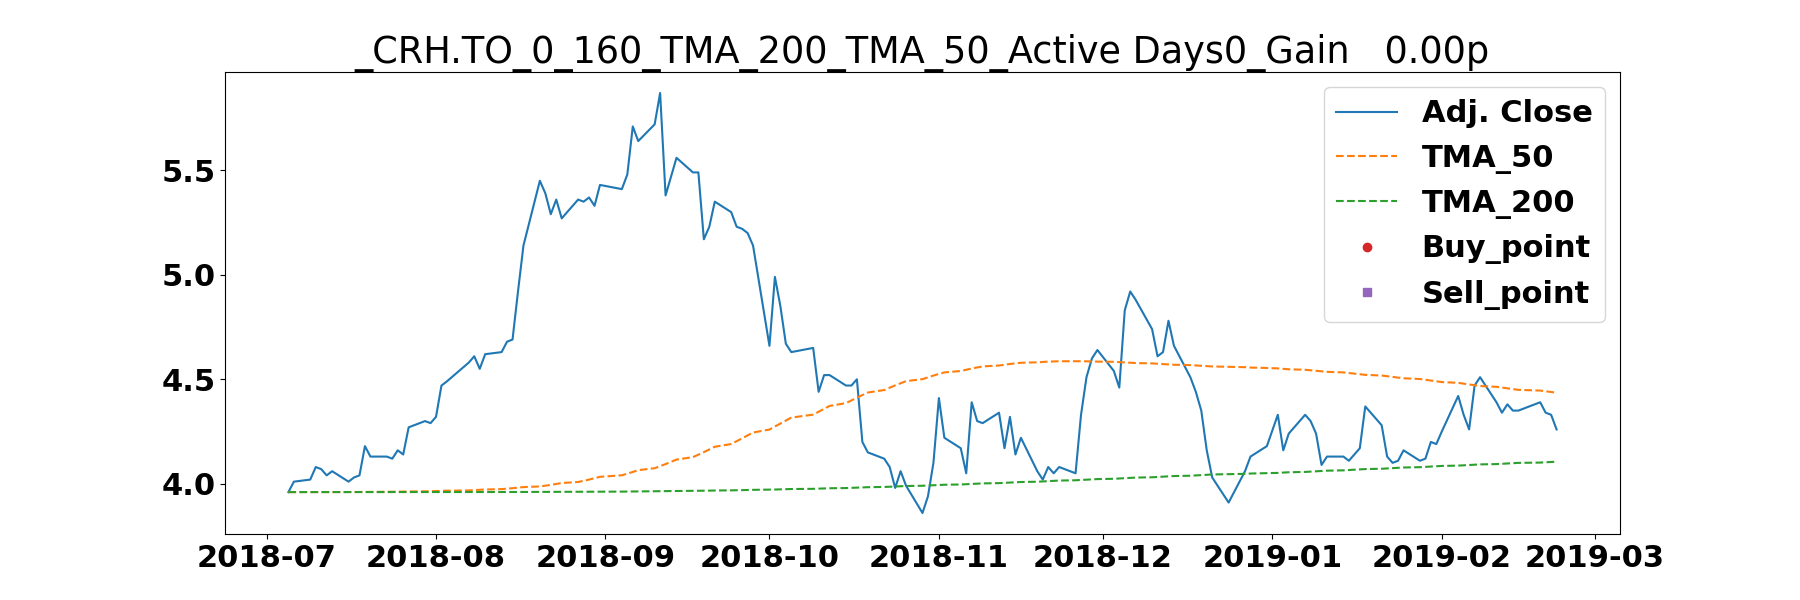 _CRH.TO_0_160_TMA_200_TMA_50_Active Days0_Gain   0.00p
Adj. Close
TMA_50
TMA_200
Buy_point
Sell_point
5.5
5.0
4.5
4.0
2018-07 2018-08 2018-09 2018-10 2018-11 2018-12 2019-01 2019-02 2019-03